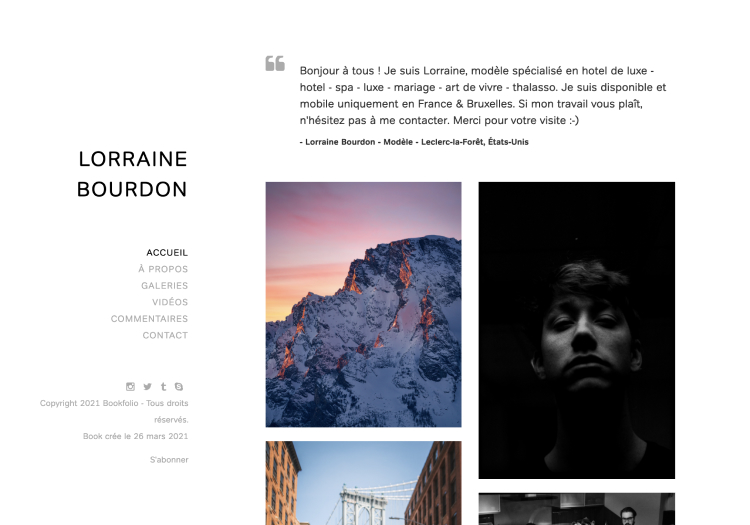 LORRAINE
BOURDON
ACCUEIL
À PROPOS
GALERIES
VIDÉOS
COMMENTAIRES
CONTACT
Copyright 2021 Bookfolio - Tous droits
réservés.
Book crée le 26 mars 2021
S'abonner
Bonjour à tous ! Je suis Lorraine, modèle spécialisé en hotel de luxe -
hotel - spa - luxe - mariage - art de vivre - thalasso. Je suis disponible et
mobile uniquement en France & Bruxelles. Si mon travail vous plaît,
n'hésitez pas à me contacter. Merci pour votre visite :-)
- Lorraine Bourdon - Modèle - Leclerc-la-Forêt, États-Unis